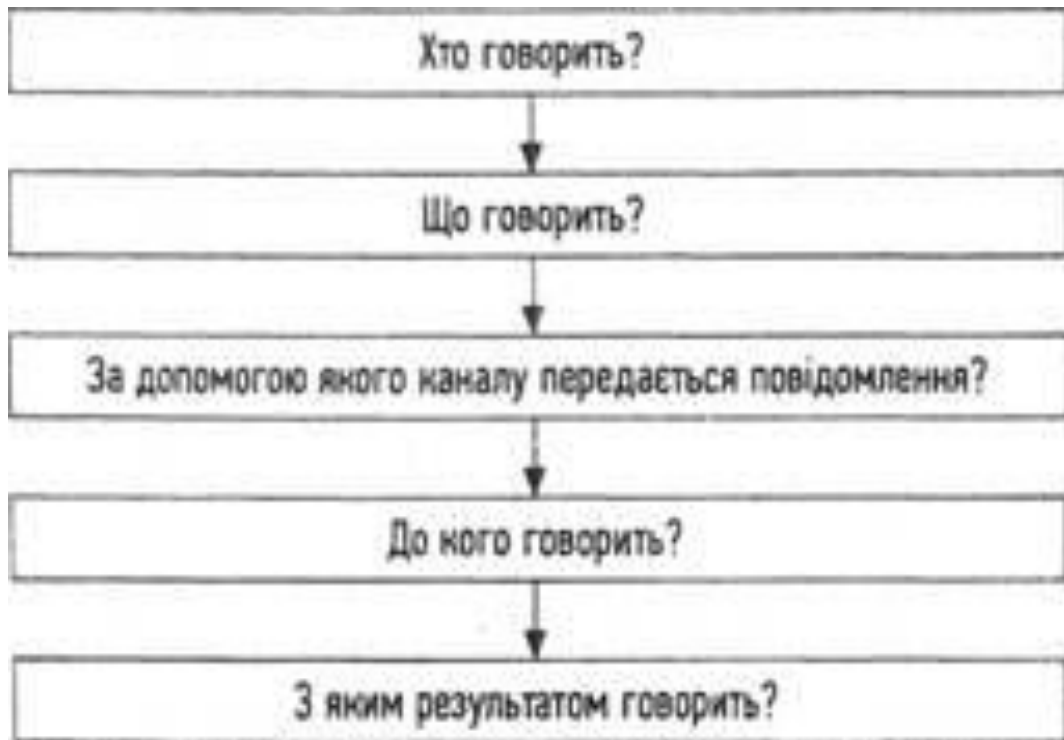 Хто говорить?
Що говорить?
За допомогою якого каналу передається повідомлення?
До кого говорить?
З яким результатом говорить?